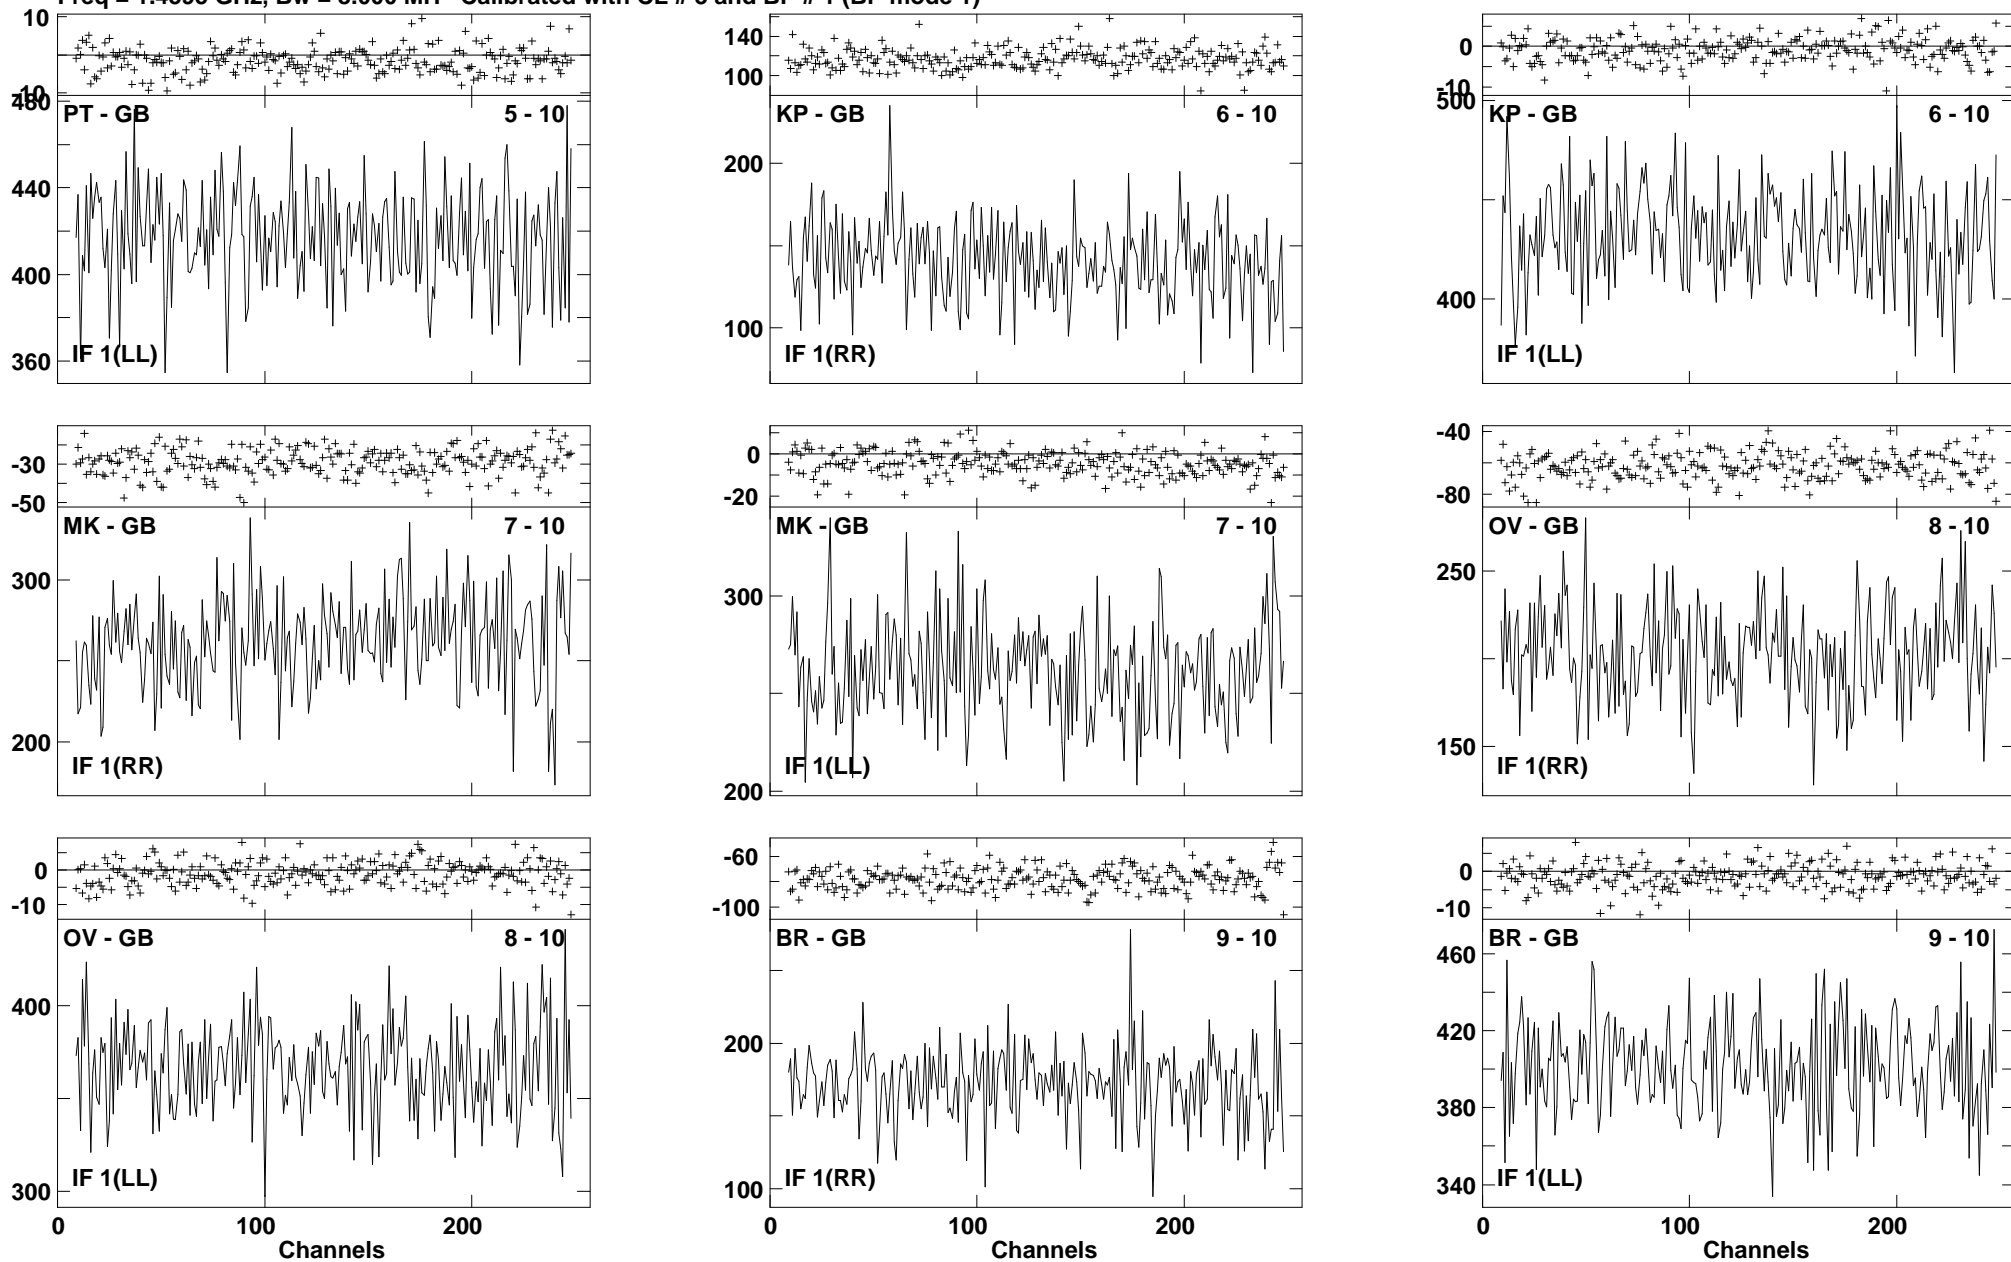 10
-10
480
440
400
360
PT - GB 5 - 10
IF 1(LL)
140
100
200
100
KP - GB 6 - 10
IF 1(RR)
0
-10
500
400
KP - GB 6 - 10
IF 1(LL)
-30
-50
300
200
MK - GB 7 - 10
IF 1(RR)
0
-20
300
200
MK - GB 7 - 10
IF 1(LL)
-40
-80
250
150
OV - GB 8 - 10
IF 1(RR)
0
-10
400
300
OV - GB 8 - 10
IF 1(LL)
0 100 200
Channels
-60
-100
200
100
BR - GB 9 - 10
IF 1(RR)
0 100 200
Channels
0
-10
460
420
380
340
BR - GB 9 - 10
IF 1(LL)
0 100 200
Channels